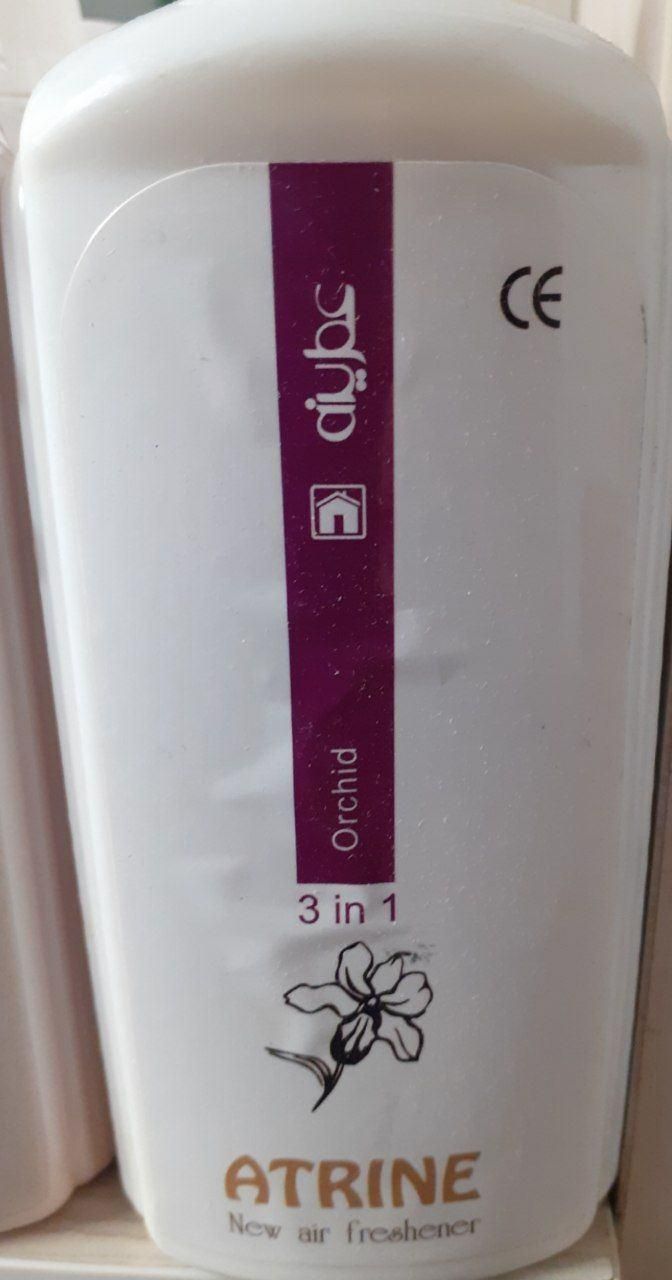 عطرینه
CE
Orchid
3 in 1
ATRINE
New air freshener